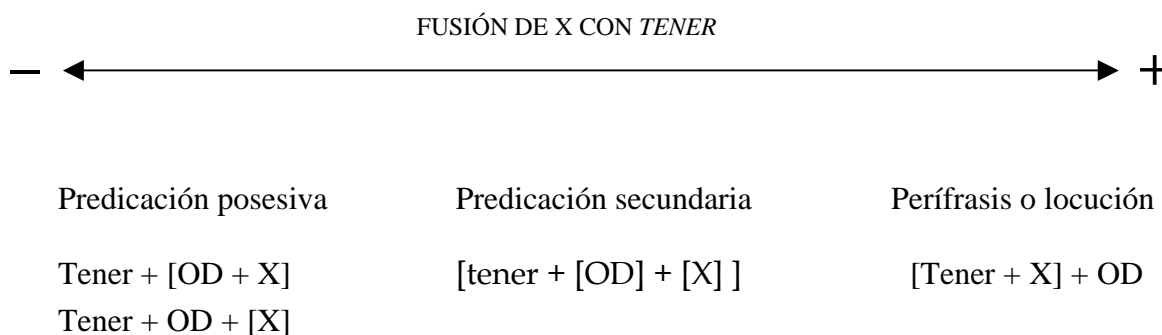 FUSIÓN DE X CON TENER
– +
Predicación posesiva Predicación secundaria Perífrasis o locución
Tener + [OD + X] [tener + [OD] + [X] ] [Tener + X] + OD
Tener + OD + [X]